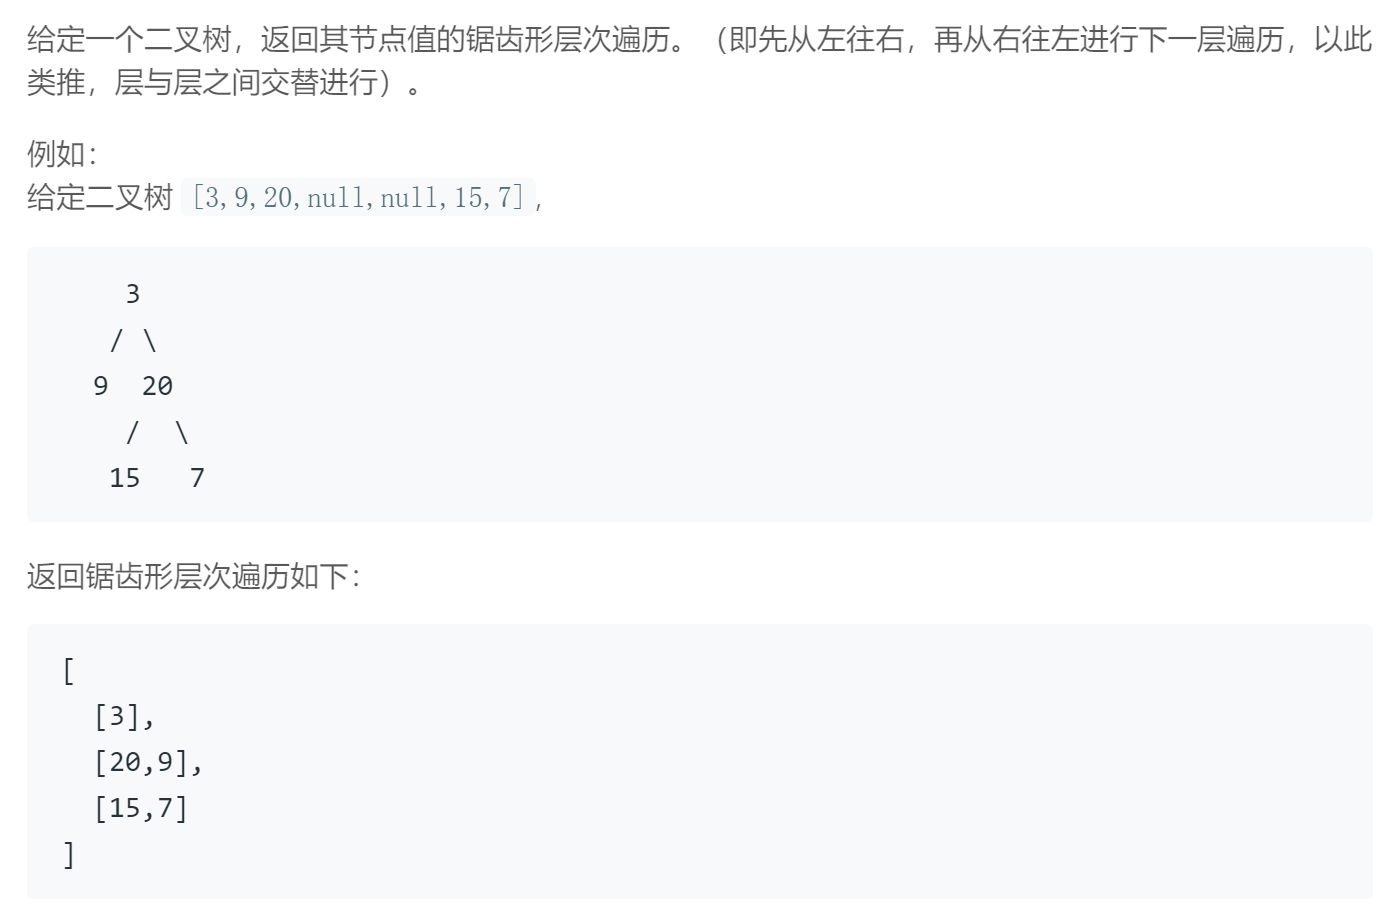 给定一个二叉树，返回其节点值的锯齿形层次遍历。（即先从左往右，再从右往左进行下一层遍历，以此
类推，层与层之间交替进行）。
例如：
给定二叉树 [3,9,20,null,null,15,7],
3
/ \
9 20
/ \
15 7
返回锯齿形层次遍历如下：
[
[3],
[20,9],
[15,7]
]